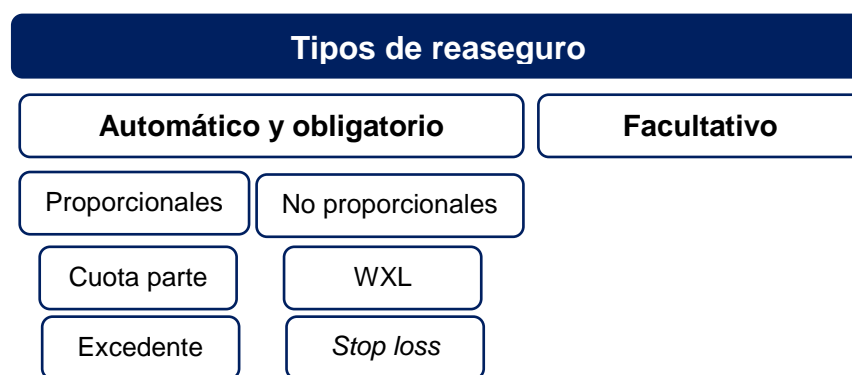 Tipos de reaseguro
Automático y obligatorio
Facultativo
Proporcionales
No proporcionales
Cuota parte
WXL
Excedente
Stop loss